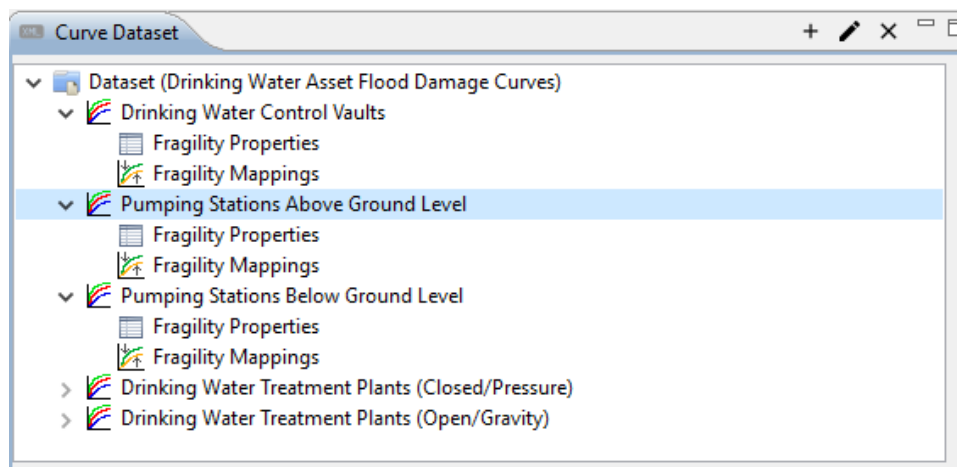 XML Curve Dataset
Dataset (Drinking Water Asset Flood Damage Curves)
Drinking Water Control Vaults
Fragility Properties
Fragility Mappings
Pumping Stations Above Ground Level
Fragility Properties
Fragility Mappings
Pumping Stations Below Ground Level
Fragility Properties
Fragility Mappings
Drinking Water Treatment Plants (Closed/Pressure)
Drinking Water Treatment Plants (Open/Gravity)